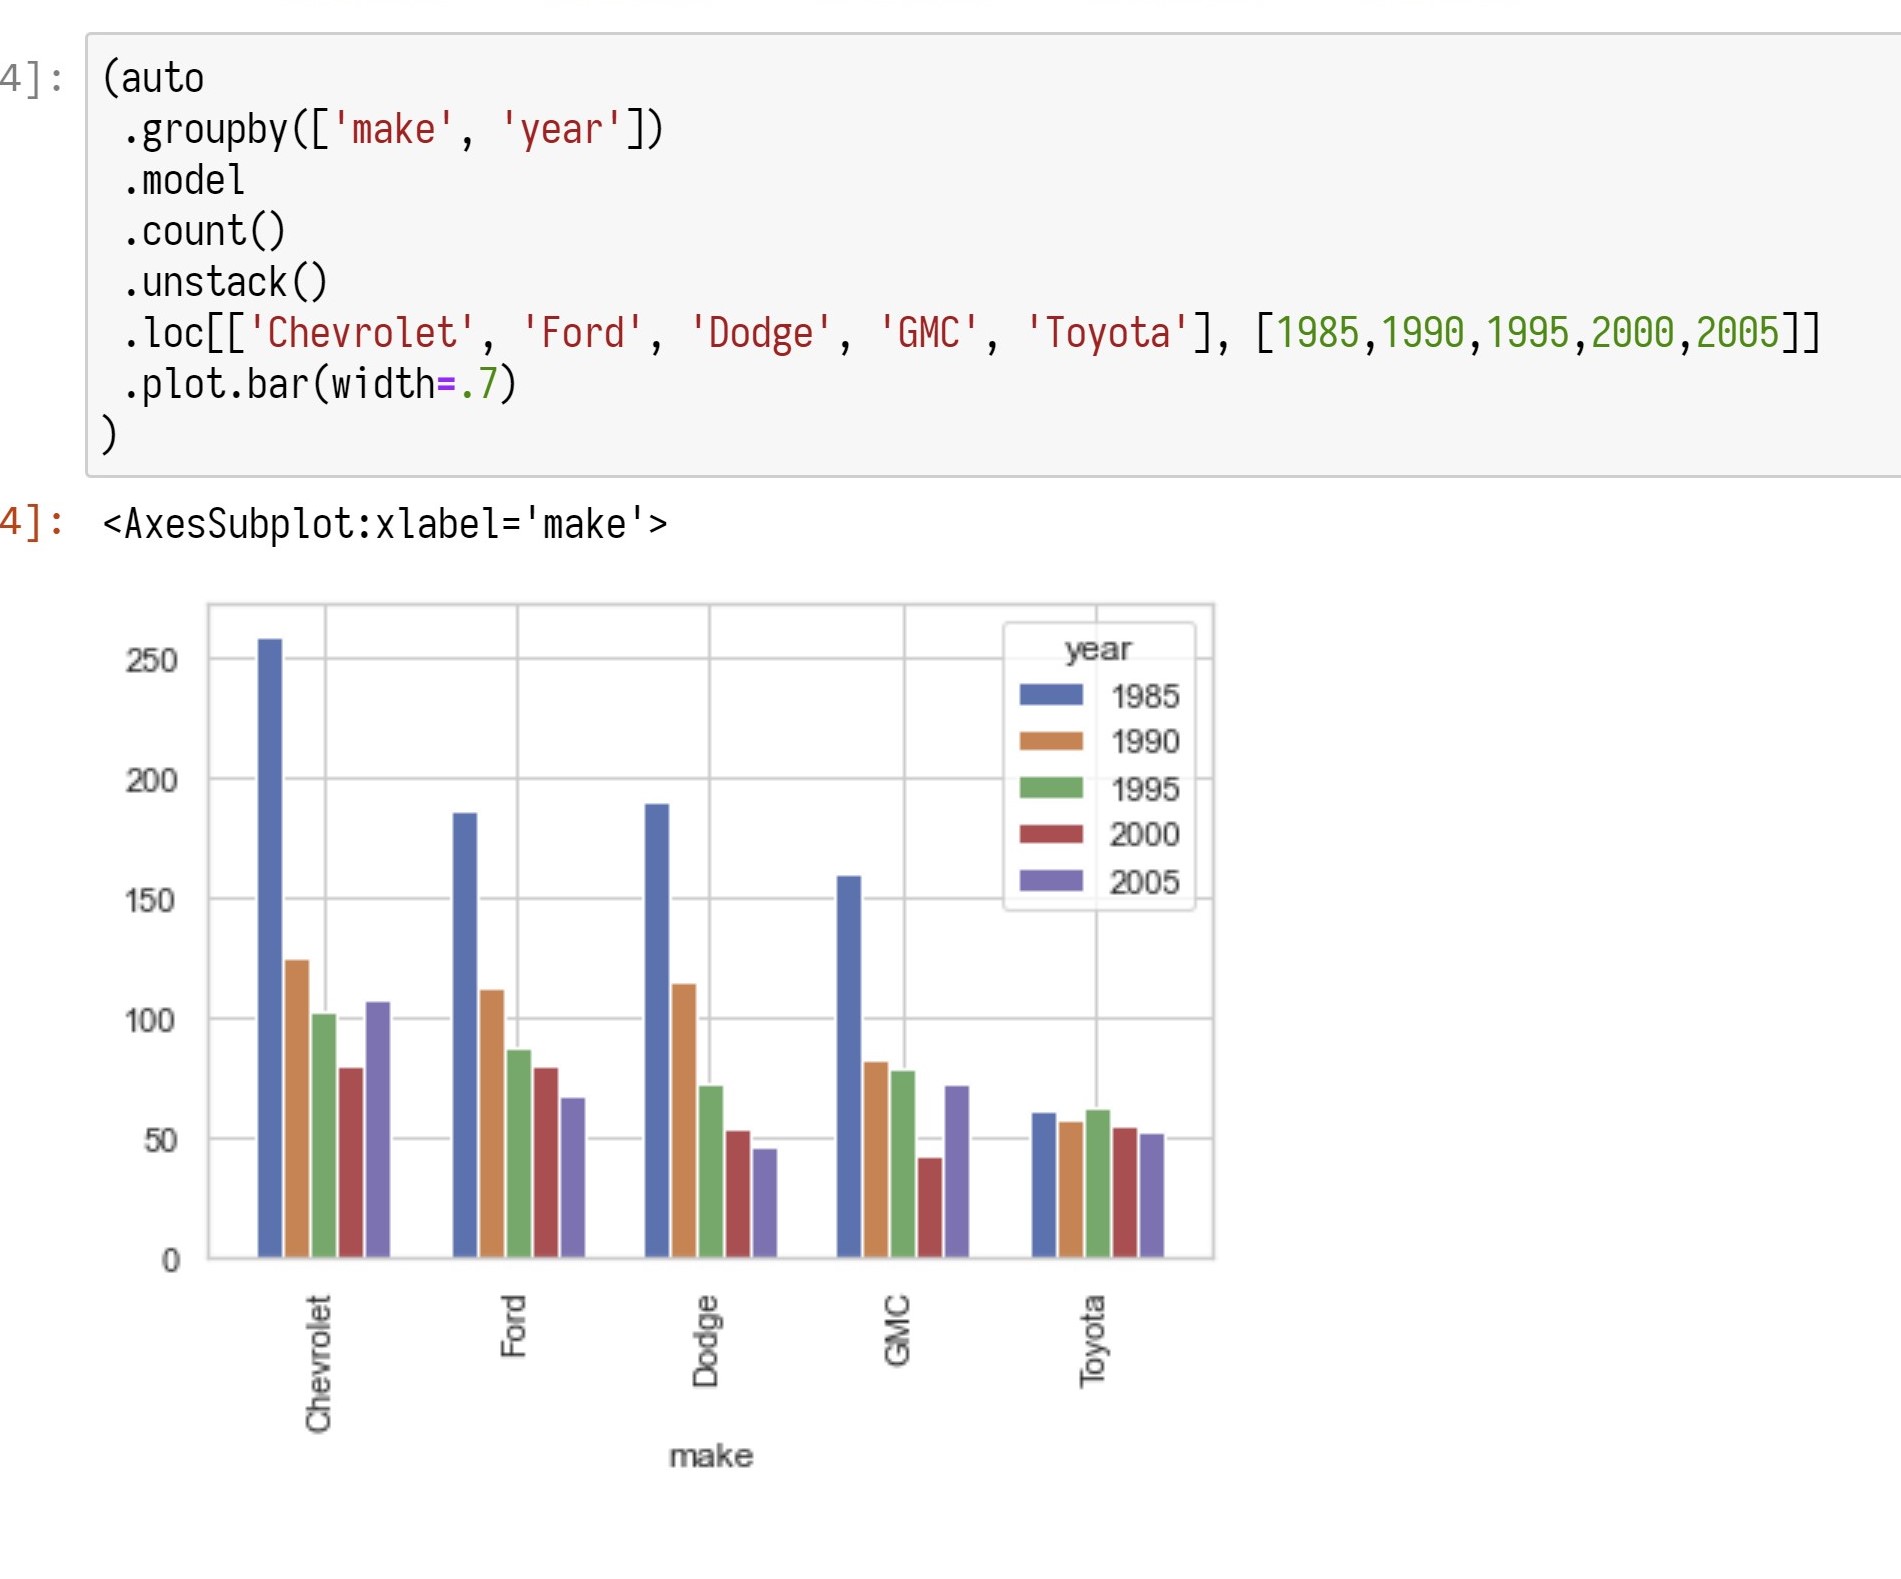 4]:
(auto
.groupby(['make', 'year'])
.model
.count()
.unstack()
.loc[['Chevrolet', 'Ford', 'Dodge', 'GMC', 'Toyota'], [1985,1990,1995,2000,2005]]
.plot.bar(width=.7)
)
4]:
<AxesSubplot:xlabel='make'>
250
200
150
100
50
0
year
1985
1990
1995
2000
2005
Chevrolet
Ford
Dodge
GMC
Toyota
make